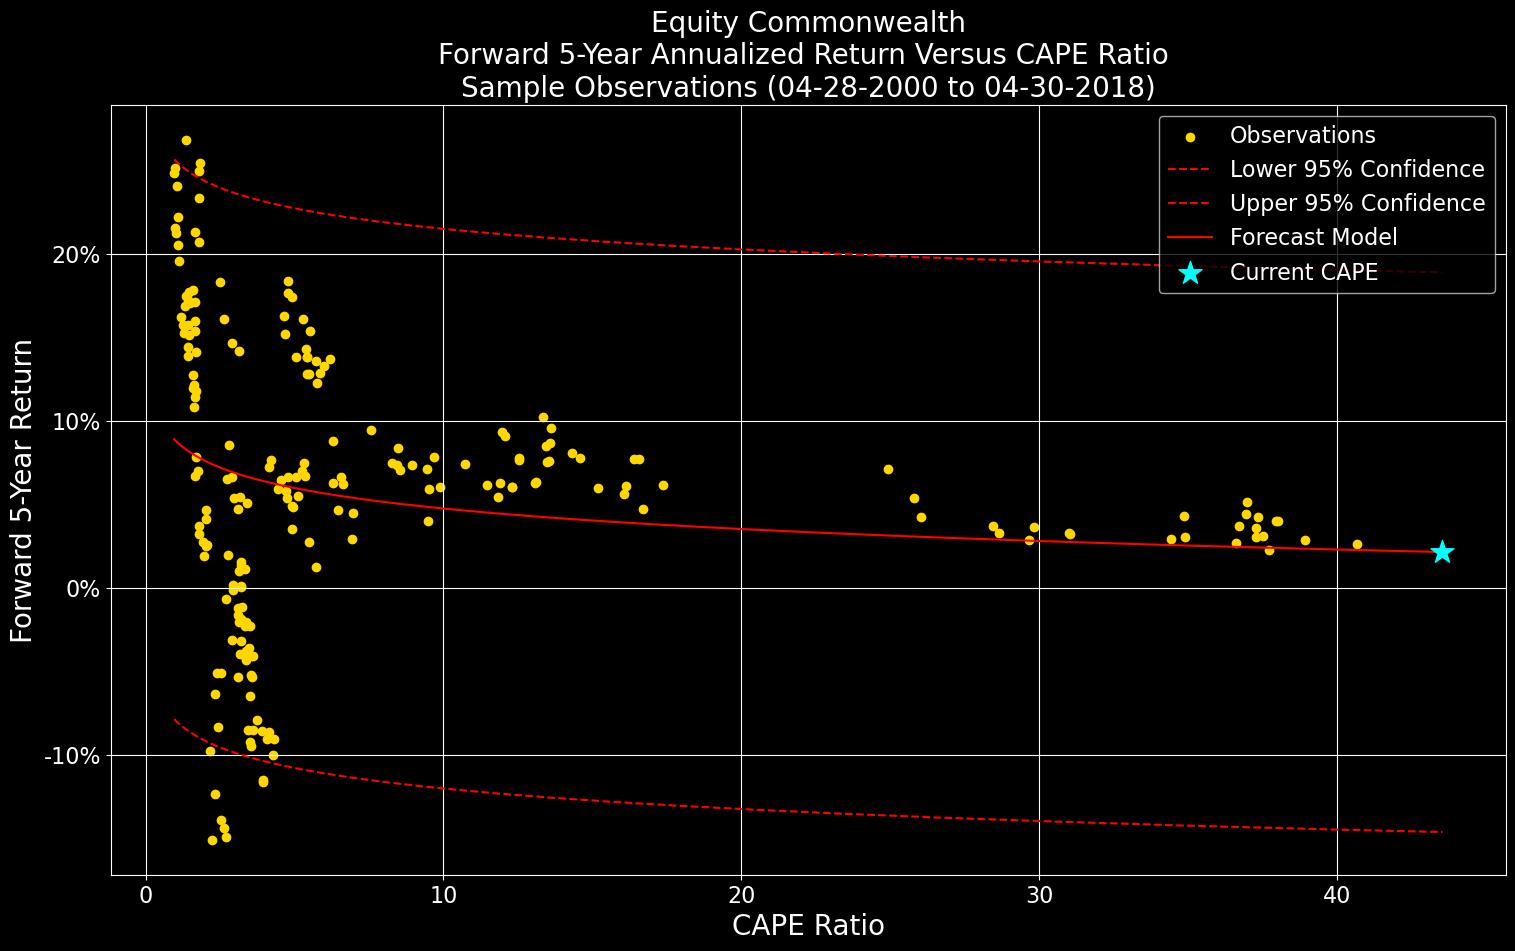 Equity Commonwealth
Forward 5-Year Annualized Return Versus CAPE Ratio
Sample Observations (04-28-2000 to 04-30-2018)
Observations
Lower 95% Confidence
Upper 95% Confidence
Forecast Model
Current CAPE
Forward 5-Year Return
20%
10%
0%
-10%
0 10 20 30 40
CAPE Ratio